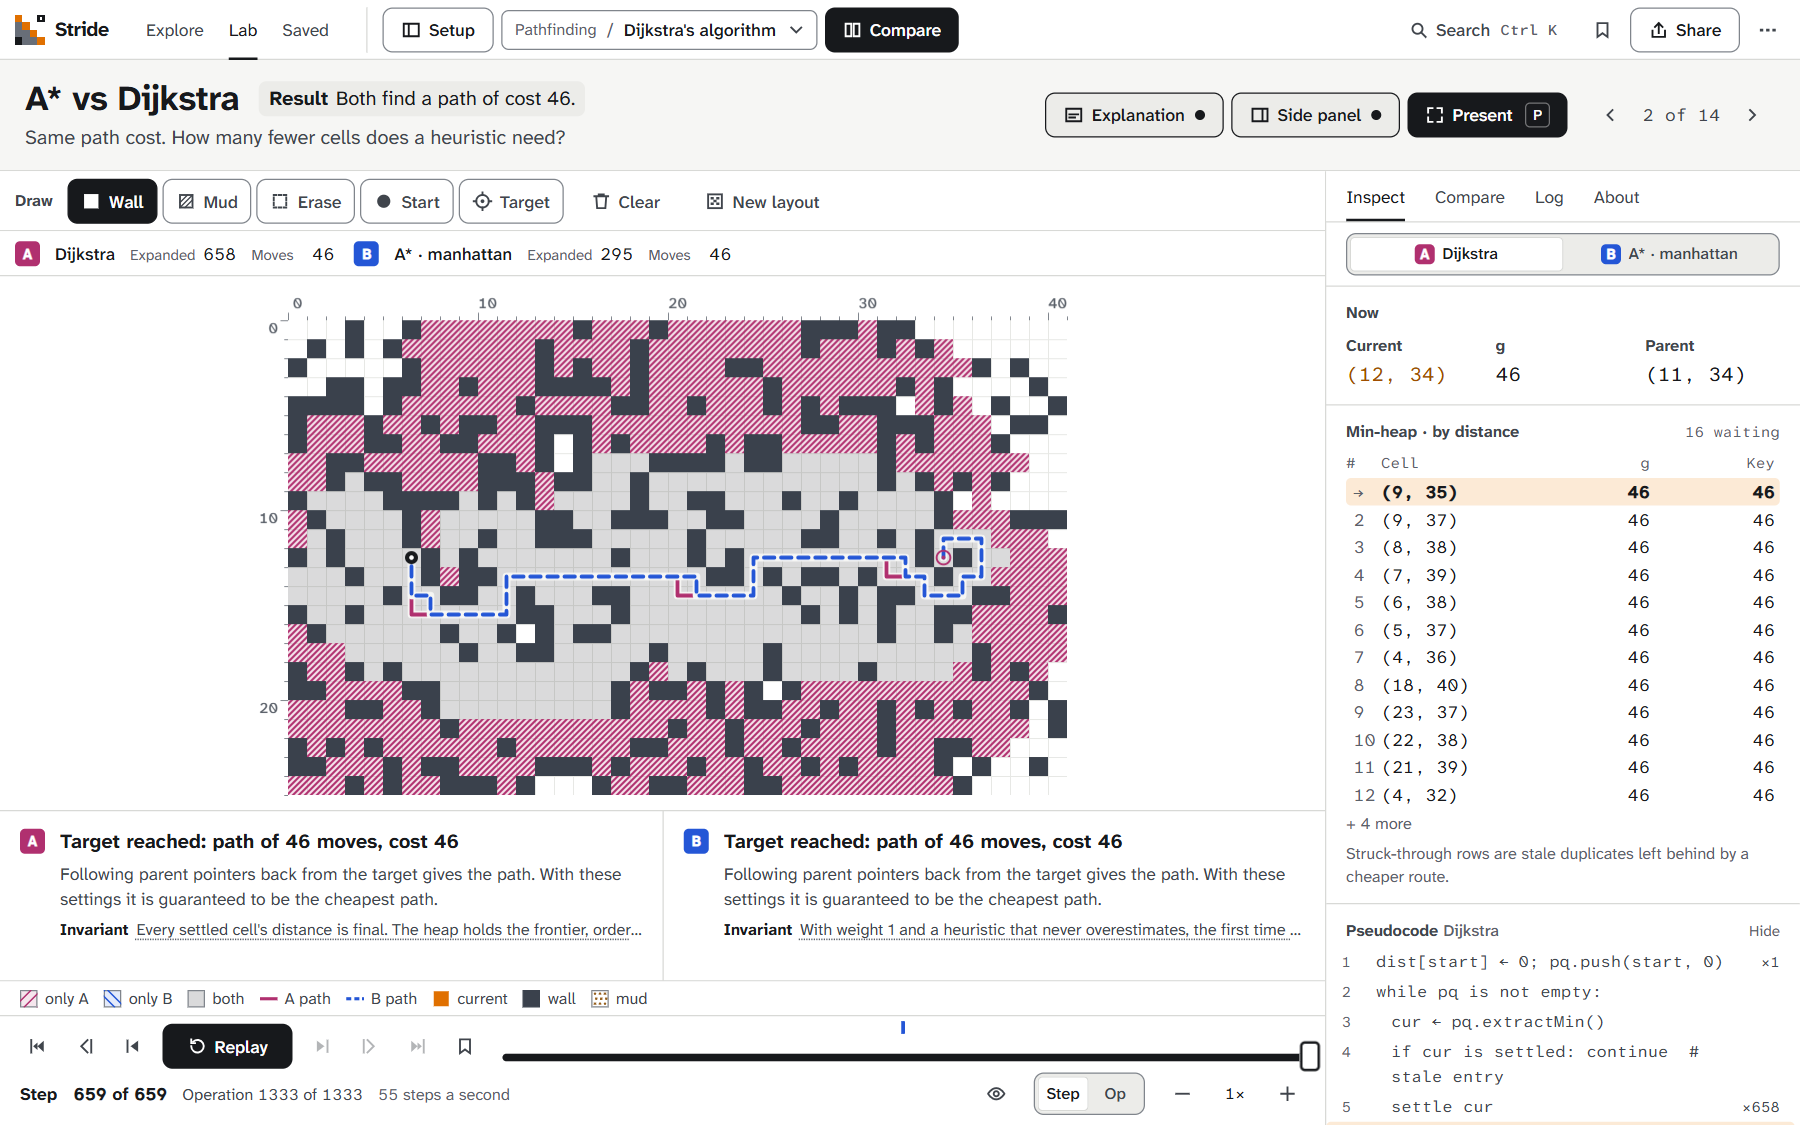 Stride Explore Lab Saved Setup Pathfinding / Dijkstra's algorithm Compare Search Ctrl K Share
A* vs Dijkstra Result Both find a path of cost 46.
Same path cost. How many fewer cells does a heuristic need?
Explanation Side panel Present P 2 of 14
Draw Wall Mud Erase Start Target Clear New layout
A Dijkstra Expanded 658 Moves 46 B A* · manhattan Expanded 295 Moves 46
0 10 20 30 40
0
10
20
A Target reached: path of 46 moves, cost 46
Following parent pointers back from the target gives the path. With these
settings it is guaranteed to be the cheapest path.
Invariant Every settled cell's distance is final. The heap holds the frontier, order...
B Target reached: path of 46 moves, cost 46
Following parent pointers back from the target gives the path. With these
settings it is guaranteed to be the cheapest path.
Invariant With weight 1 and a heuristic that never overestimates, the first time ...
only A only B both A path B path current wall mud
Replay
Step 659 of 659 Operation 1333 of 1333 55 steps a second Step Op 1×
Inspect Compare Log About
A Dijkstra B A* · manhattan
Now
Current g Parent
(12, 34) 46 (11, 34)
Min-heap · by distance 16 waiting
# Cell g Key
→ (9, 35) 46 46
2 (9, 37) 46 46
3 (8, 38) 46 46
4 (7, 39) 46 46
5 (6, 38) 46 46
6 (5, 37) 46 46
7 (4, 36) 46 46
8 (18, 40) 46 46
9 (23, 37) 46 46
10 (22, 38) 46 46
11 (21, 39) 46 46
12 (4, 32) 46 46
+ 4 more
Struck-through rows are stale duplicates left behind by a
cheaper route.
Pseudocode Dijkstra Hide
1 dist[start] ← 0; pq.push(start, 0) ×1
2 while pq is not empty:
3 cur ← pq.extractMin()
4 if cur is settled: continue #
stale entry
5 settle cur ×658